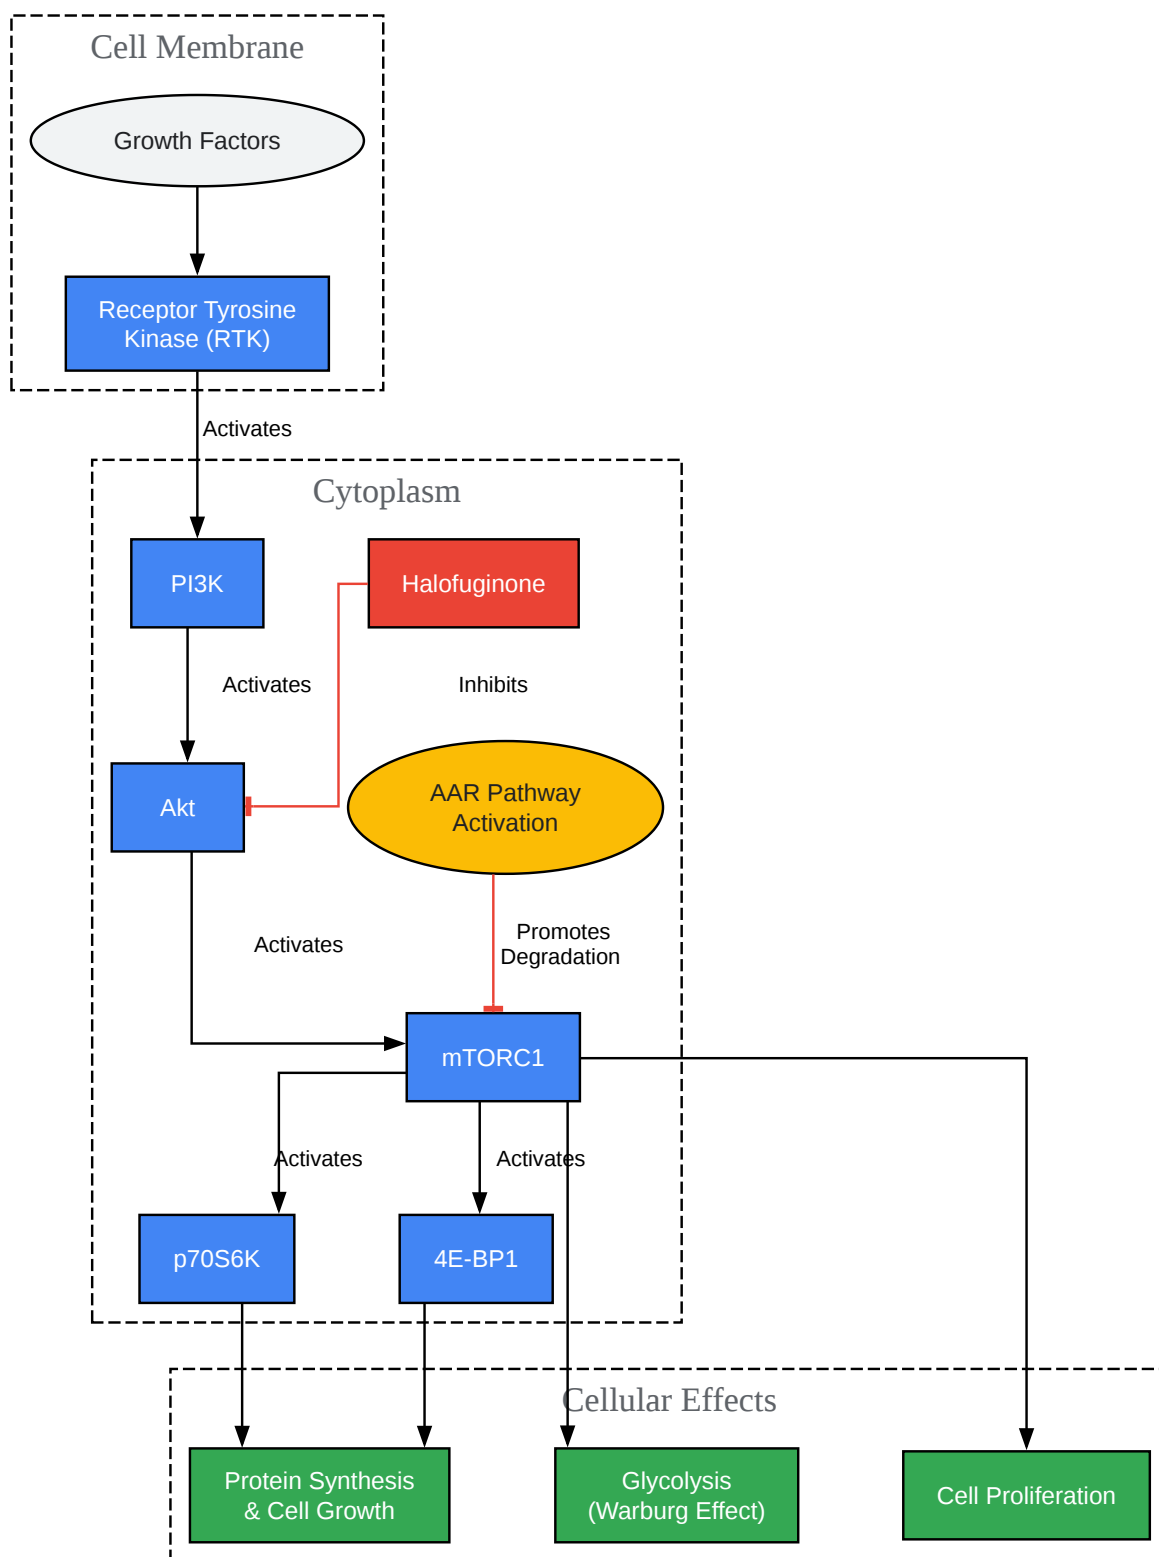 Cell Membrane
Growth Factors
Receptor Tyrosine
Kinase (RTK)
Activates
Cytoplasm
PI3K
Halofuginone
Activates
Inhibits
Akt
AAR Pathway
Activation
Activates
Promotes
Degradation
mTORC1
Activates
Activates
p70S6K
4E-BP1
Cellular Effects
Protein Synthesis
& Cell Growth
Glycolysis
(Warburg Effect)
Cell Proliferation